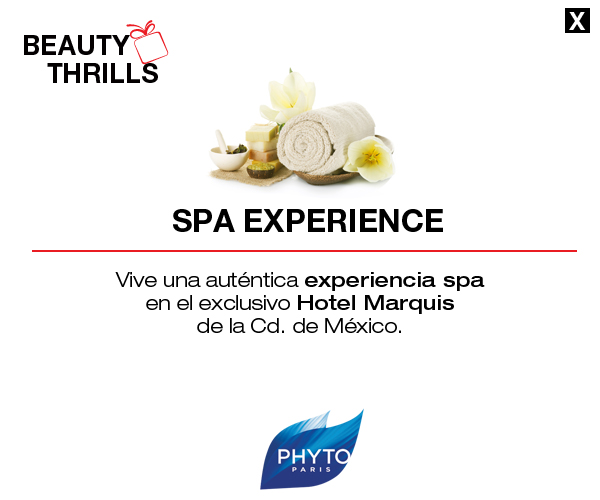 X
BEAUTY
THRILLS
SPA EXPERIENCE
Vive una auténtica experiencia spa
en el exclusivo Hotel Marquis
de la Cd. de México.
PHYTO
PARIS